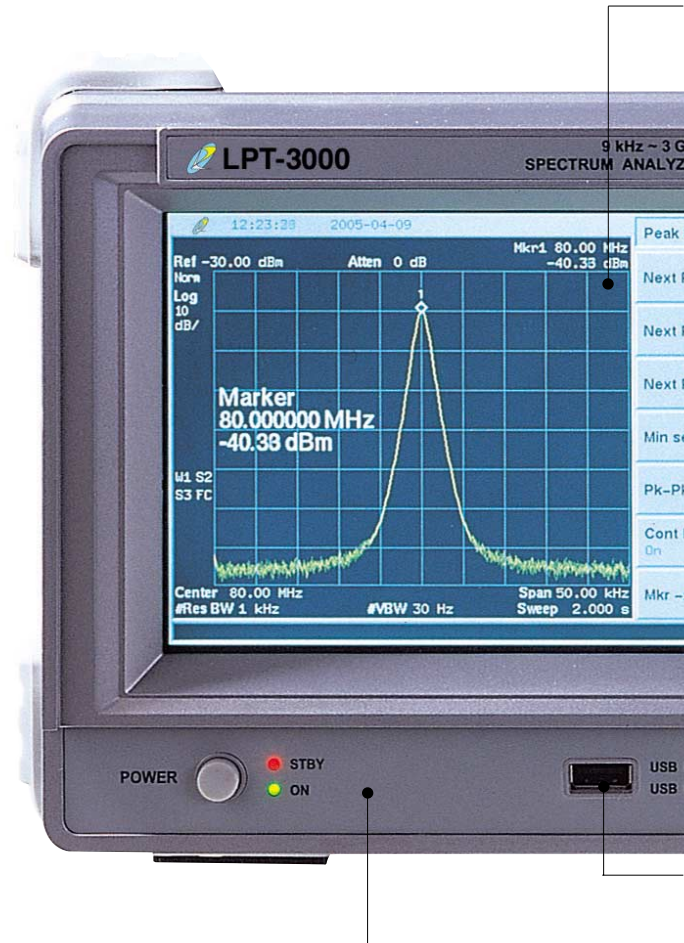 LPT-3000
9 kHz ~ 3 G
SPECTRUM ANALYZ
12:23:28 2005-04-09
Peak
Ref -30.00 dBm Atten 0 dB Mkr1 80.00 MHz
-40.33 dBm
Norm
Log
10
dB/
1
Next
Next
Next
Marker
80.000000 MHz
-40.33 dBm
Min se
W1 S2
S3 FC
Pk-P
Cont
On
Center 80.00 MHz Span 50.00 kHz
#Res BW 1 kHz #VBW 30 Hz Sweep 2.000 s
Mkr -
POWER
STBY
ON
USB
USB